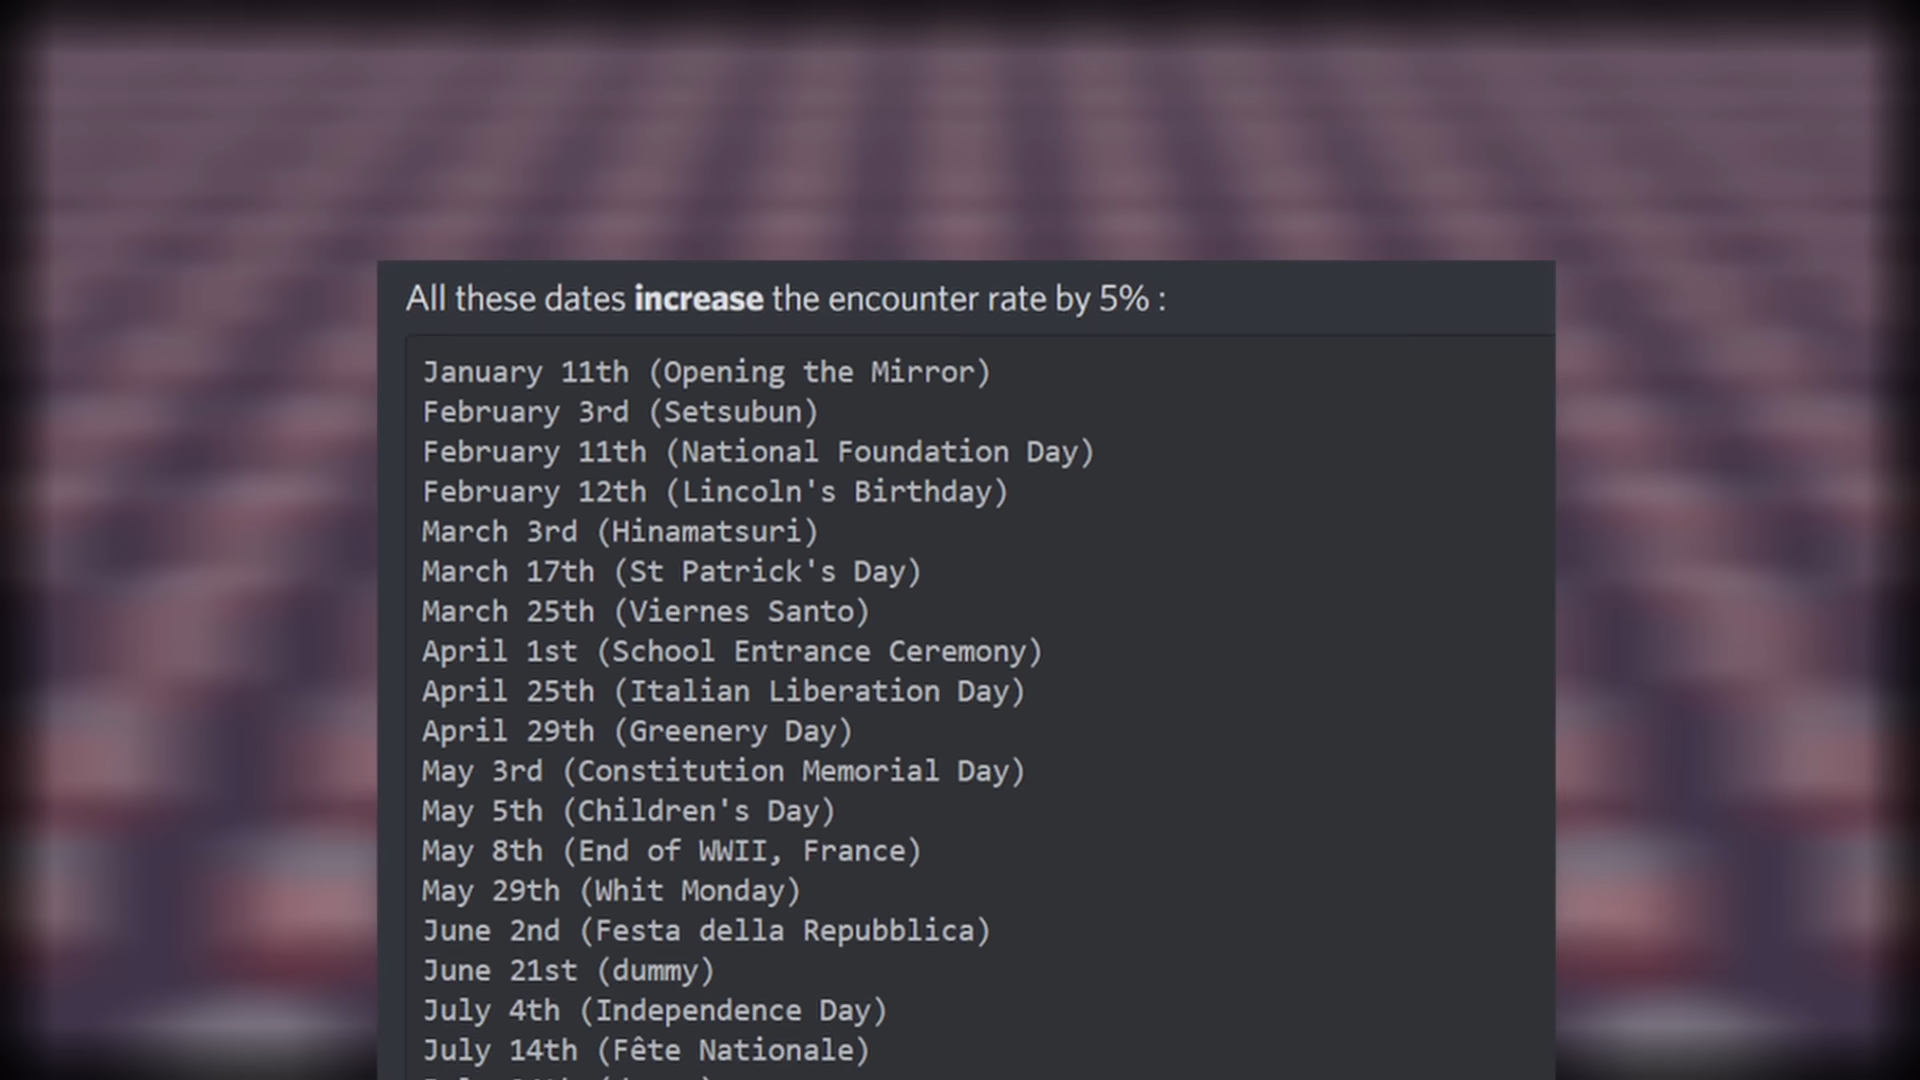 All these dates increase the encounter rate by 5% :
January 11th (Opening the Mirror)
February 3rd (Setsubun)
February 11th (National Foundation Day)
February 12th (Lincoln's Birthday)
March 3rd (Hinamatsuri)
March 17th (St Patrick's Day)
March 25th (Viernes Santo)
April 1st (School Entrance Ceremony)
April 25th (Italian Liberation Day)
April 29th (Greenery Day)
May 3rd (Constitution Memorial Day)
May 5th (Children's Day)
May 8th (End of WWII, France)
May 29th (Whit Monday)
June 2nd (Festa della Repubblica)
June 21st (dummy)
July 4th (Independence Day)
July 14th (Fête Nationale)